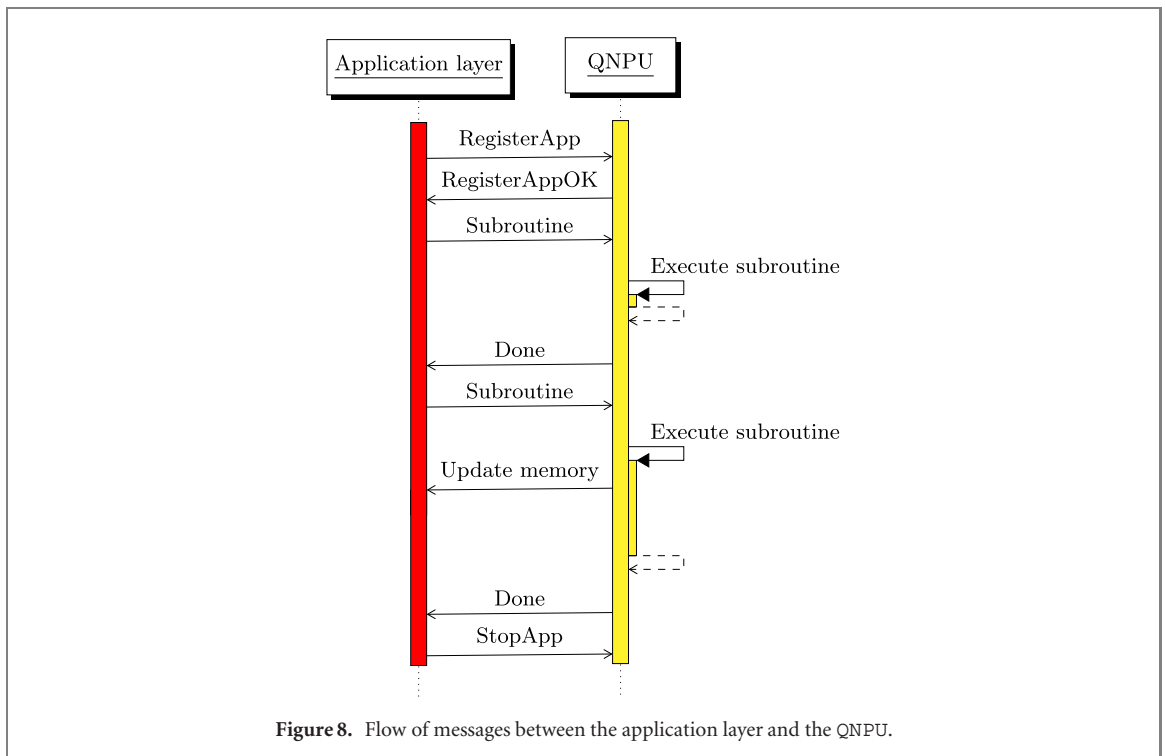 Application layer
QNPU
RegisterApp
RegisterAppOK
Subroutine
Execute subroutine
Done
Subroutine
Execute subroutine
Update memory
Done
StopApp
Figure 8. Flow of messages between the application layer and the QNPU.